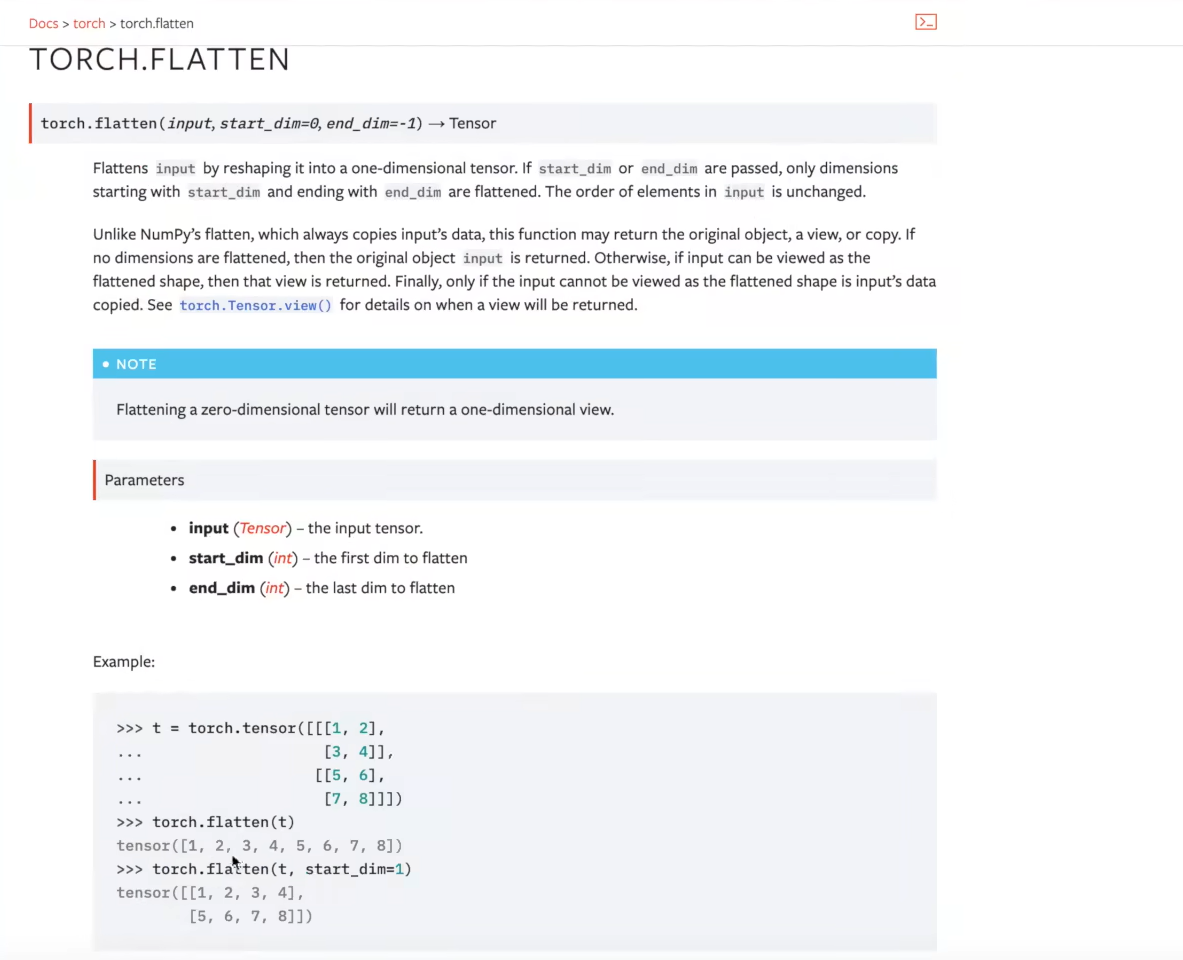 Docs > torch > torch.flatten
TORCH.FLATTEN
torch.flatten(input, start_dim=0, end_dim=-1) → Tensor
Flattens input by reshaping it into a one-dimensional tensor. If start_dim or end_dim are passed, only dimensions
starting with start_dim and ending with end_dim are flattened. The order of elements in input is unchanged.
Unlike NumPy’s flatten, which always copies input’s data, this function may return the original object, a view, or copy. If
no dimensions are flattened, then the original object input is returned. Otherwise, if input can be viewed as the
flattened shape, then that view is returned. Finally, only if the input cannot be viewed as the flattened shape is input’s data
copied. See torch.Tensor.view() for details on when a view will be returned.
• NOTE
Flattening a zero-dimensional tensor will return a one-dimensional view.
Parameters
• input (Tensor) – the input tensor.
• start_dim (int) – the first dim to flatten
• end_dim (int) – the last dim to flatten
Example:
>>> t = torch.tensor([[[1, 2],
...                    [3, 4]],
...                   [[5, 6],
...                    [7, 8]]])
>>> torch.flatten(t)
tensor([1, 2, 3, 4, 5, 6, 7, 8])
>>> torch.flatten(t, start_dim=1)
tensor([[1, 2, 3, 4],
        [5, 6, 7, 8]])